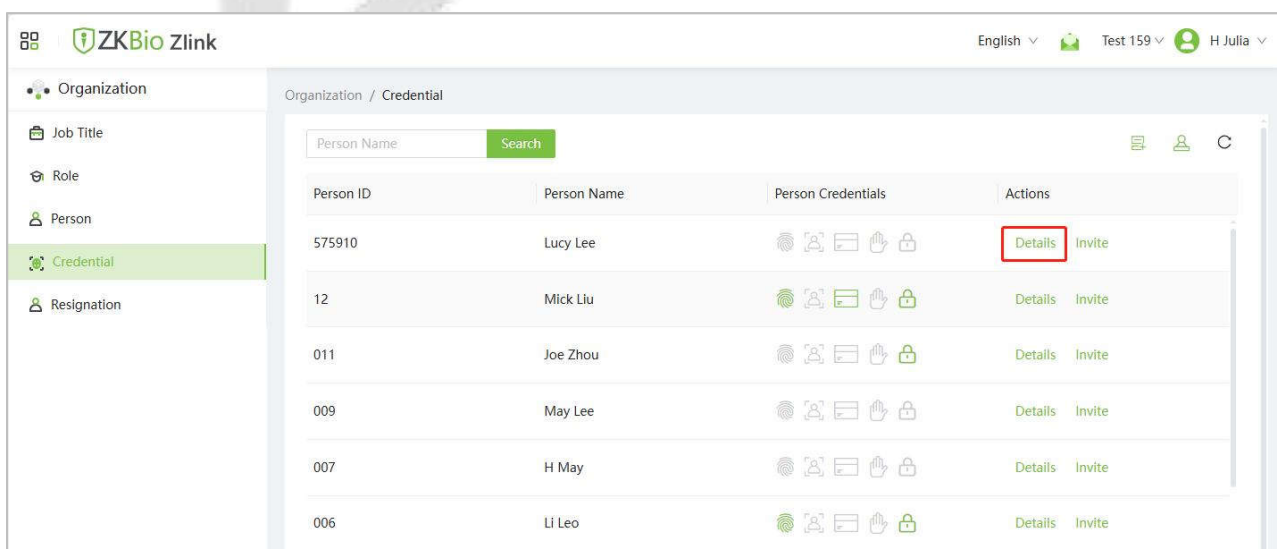 ZKBio Zlink English Test 159 H Julia
Organization
Organization / Credential
Job Title
Person Name Search
Role
Person ID Person Name Person Credentials Actions
Person
575910 Lucy Lee Details Invite
Credential
12 Mick Liu Details Invite
Resignation
011 Joe Zhou Details Invite
009 May Lee Details Invite
007 H May Details Invite
006 Li Leo Details Invite